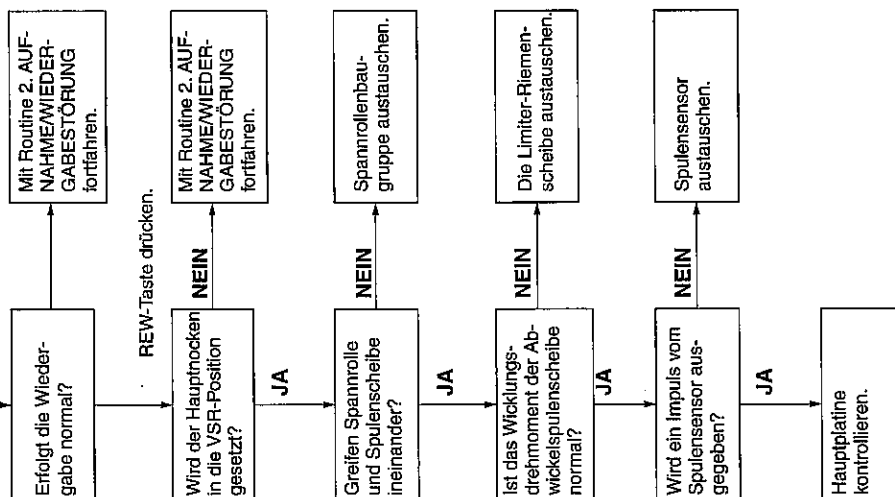 Erfolgt die Wieder-
gabe normal?
Mit Routine 2. AUF-
NAHME/WIEDER-
GABESTÖRUNG
fortfahren.
REW-Taste drücken.
Wird der Hauptnocken
in die VSR-Position
gesetzt?
NEIN
Mit Routine 2. AUF-
NAHME/WIEDER-
GABESTÖRUNG
fortfahren.
JA
Greifen Spannrolle
und Spulenscheibe
ineinander?
NEIN
Spannrollenbau-
gruppe austauschen.
JA
Ist das Wicklungs-
drehmoment der Ab-
wickelspulenscheibe
normal?
NEIN
Die Limiter-Riemen-
scheibe austauschen.
JA
Wird ein Impuls vom
Spulensensor aus-
gegeben?
NEIN
Spulensensor
austauschen.
JA
Hauptplatine
kontrollieren.